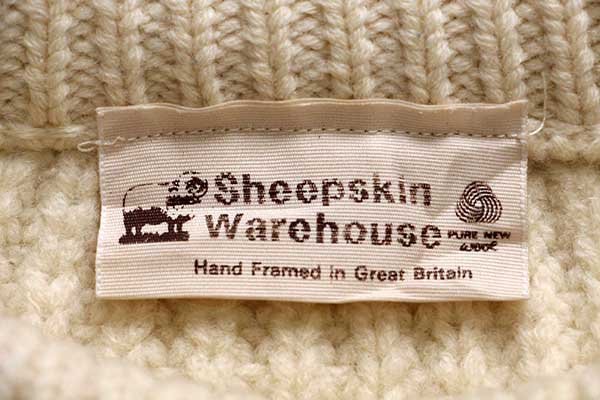 Sheepskin
Warehouse
PURE NEW
WOOL
Hand Framed in Great Britain